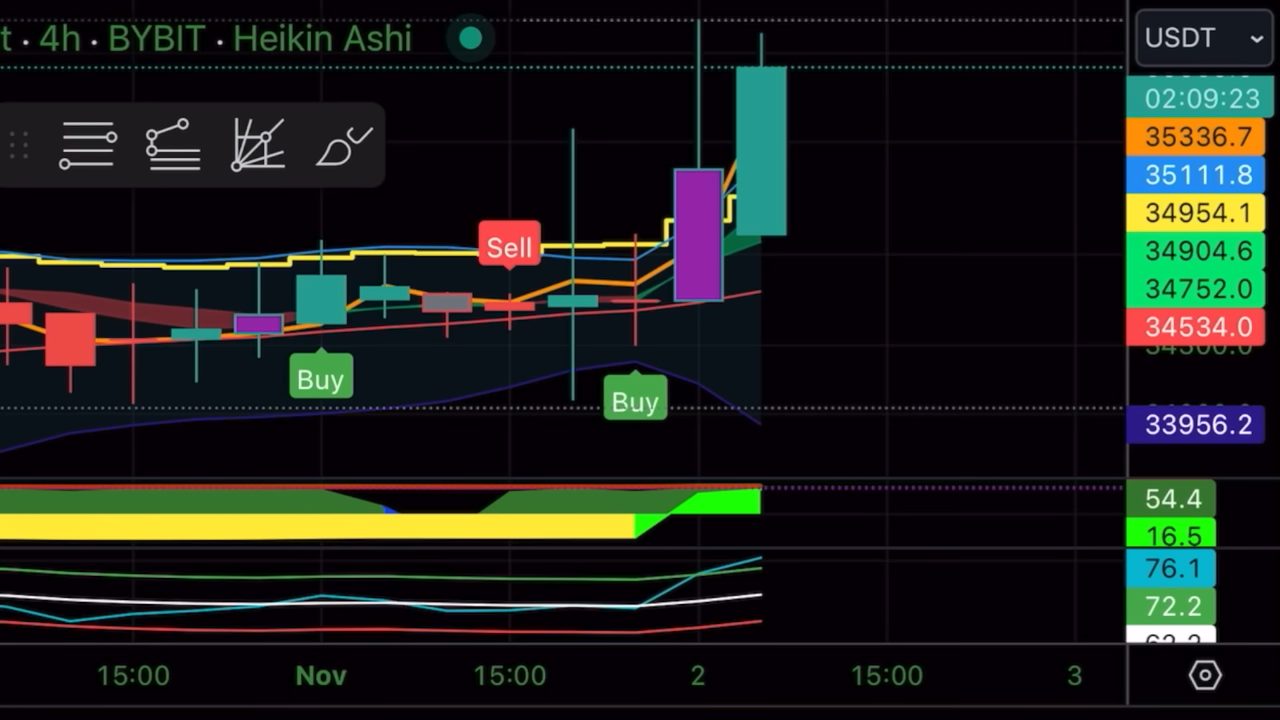 t · 4h · BYBIT · Heikin Ashi
USDT
02:09:23
35336.7
35111.8
34954.1
34904.6
34752.0
34534.0
33956.2
Sell
Buy
Buy
54.4
16.5
76.1
72.2
15:00
Nov
15:00
2
15:00
3